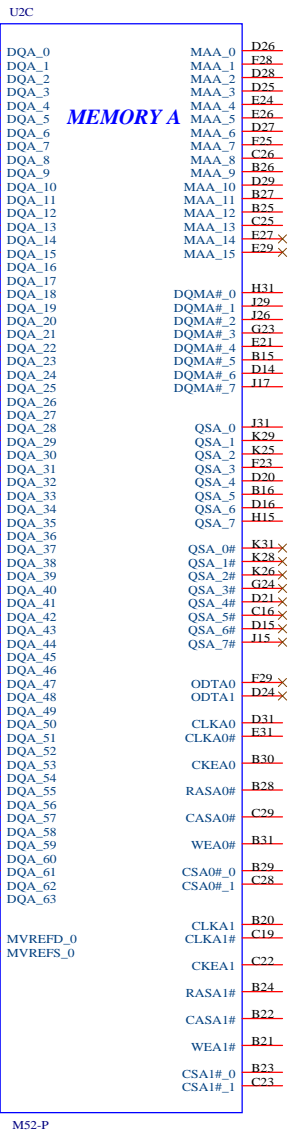 U2C
DQA_0 MAA_0 D26
DQA_1 MAA_1 F28
DQA_2 MAA_2 D28
DQA_3 MAA_3 D25
DQA_4 MAA_4 E24
DQA_5 MEMORY A MAA_5 E26
DQA_6 MAA_6 D27
DQA_7 MAA_7 F25
DQA_8 MAA_8 C26
DQA_9 MAA_9 B26
DQA_10 MAA_10 D29
DQA_11 MAA_11 B27
DQA_12 MAA_12 B25
DQA_13 MAA_13 C25
DQA_14 MAA_14 E27
DQA_15 MAA_15 E29
DQA_16
DQA_17
DQA_18 DQMA#_0 H31
DQA_19 DQMA#_1 J29
DQA_20 DQMA#_2 J26
DQA_21 DQMA#_3 G23
DQA_22 DQMA#_4 E21
DQA_23 DQMA#_5 B15
DQA_24 DQMA#_6 D14
DQA_25 DQMA#_7 J17
DQA_26
DQA_27
DQA_28 QSA_0 J31
DQA_29 QSA_1 K29
DQA_30 QSA_2 K25
DQA_31 QSA_3 F23
DQA_32 QSA_4 D20
DQA_33 QSA_5 B16
DQA_34 QSA_6 D16
DQA_35 QSA_7 H15
DQA_36
DQA_37 QSA_0# K31
DQA_38 QSA_1# K28
DQA_39 QSA_2# K26
DQA_40 QSA_3# G24
DQA_41 QSA_4# D21
DQA_42 QSA_5# C16
DQA_43 QSA_6# D15
DQA_44 QSA_7# J15
DQA_45
DQA_46
DQA_47 ODTA0 F29
DQA_48 ODTA1 D24
DQA_49
DQA_50 CLKA0 D31
DQA_51 CLKA0# E31
DQA_52
DQA_53 CKEA0 B30
DQA_54
DQA_55 RASA0# B28
DQA_56
DQA_57 CASA0# C29
DQA_58
DQA_59 WEA0# B31
DQA_60
DQA_61 CSA0#_0 B29
DQA_62 CSA0#_1 C28
DQA_63
CLKA1 B20
MVREFD_0 CLKA1# C19
MVREFS_0
CKEA1 C22
RASA1# B24
CASA1# B22
WEA1# B21
CSA1#_0 B23
CSA1#_1 C23
M52-P